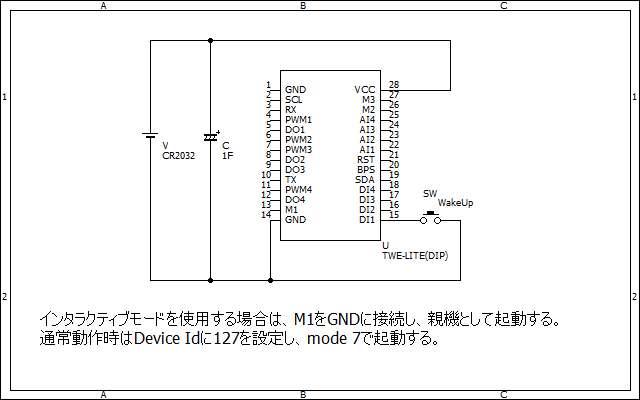 A B C
1 1
1 GND VCC 28
2 SCL M3 27
3 RX M2 26
4 PWM1 AI4 25
5 DO1 AI3 24
6 PWM2 AI2 23
7 PWM3 AI1 22
8 DO2 RST 21
9 DO3 BPS 20
10 TX SDA 19
11 PWM4 DI4 18
12 DO4 DI3 17
13 M1 DI2 16
14 GND DI1 15
V
CR2032
+
C
1F
SW
WakeUp
U
TWE-LITE(DIP)
2 2
インタラクティブモードを使用する場合は、M1をGNDに接続し、親機として起動する。
通常動作時はDevice Idに127を設定し、mode 7で起動する。
A B C